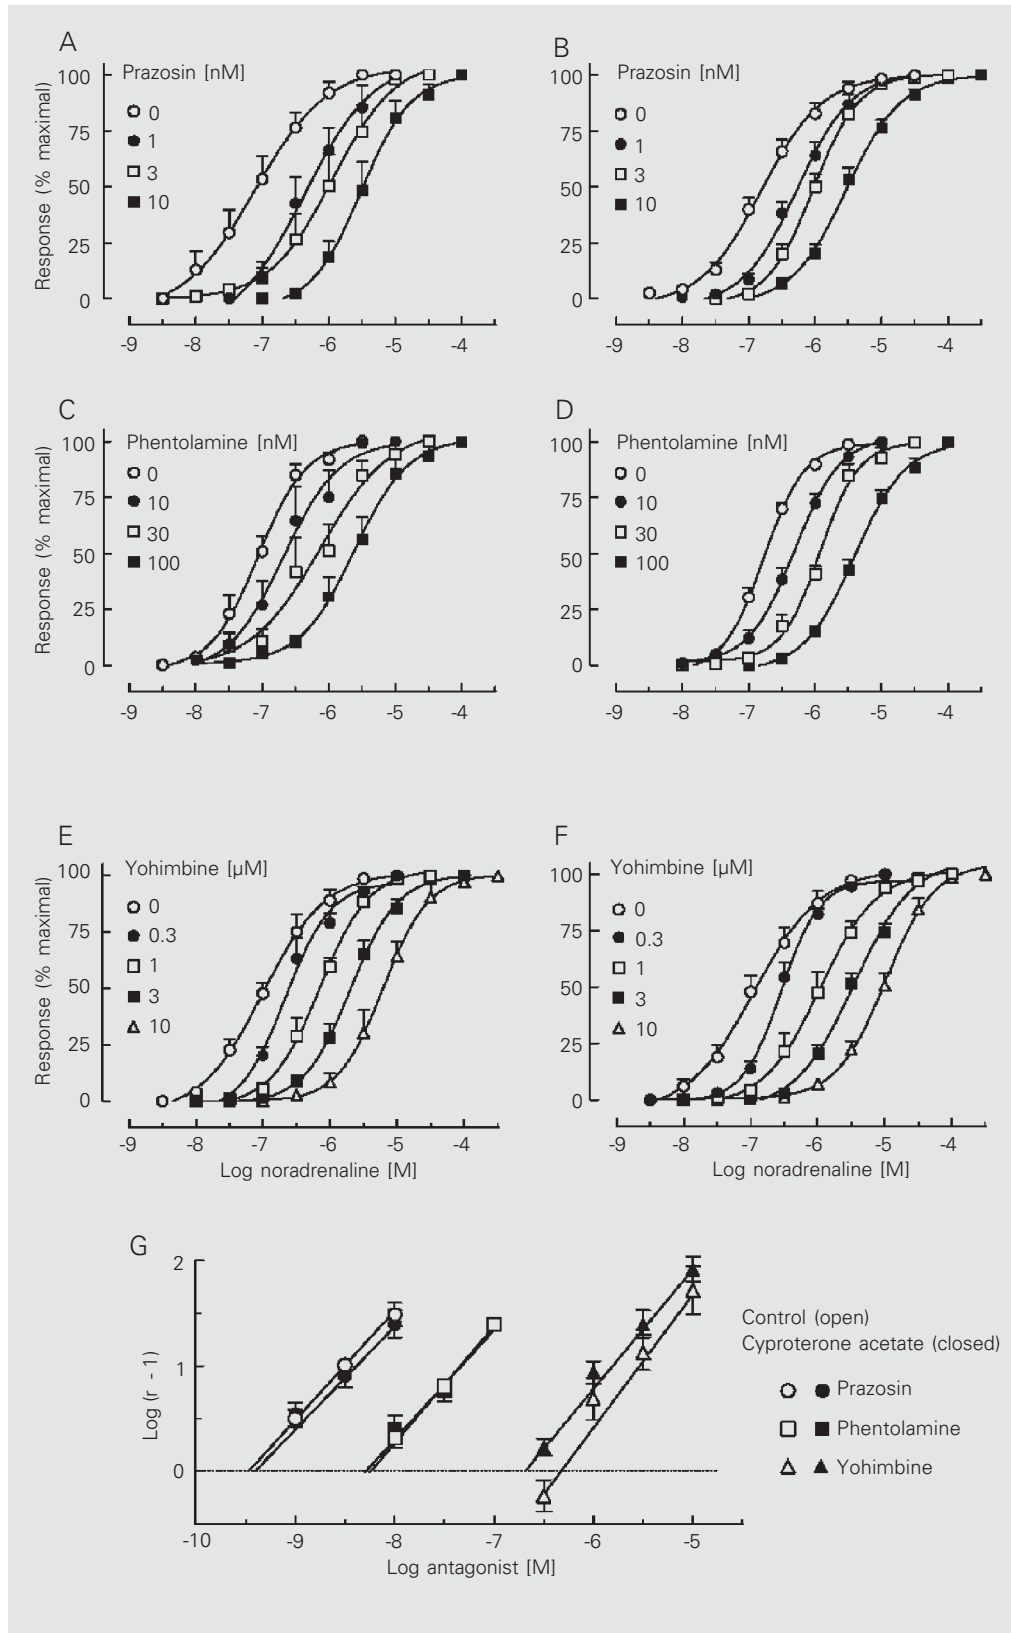 A
Prazosin [nM]
0
1
3
10
Response (% maximal)
100
75
50
25
0
-9 -8 -7 -6 -5 -4
B
Prazosin [nM]
0
1
3
10
100
75
50
25
0
-9 -8 -7 -6 -5 -4
C
Phentolamine [nM]
0
10
30
100
Response (% maximal)
100
75
50
25
0
-9 -8 -7 -6 -5 -4
D
Phentolamine [nM]
0
10
30
100
100
75
50
25
0
-9 -8 -7 -6 -5 -4
E
Yohimbine [µM]
0
0.3
1
3
10
Response (% maximal)
100
75
50
25
0
-9 -8 -7 -6 -5 -4
Log noradrenaline [M]
F
Yohimbine [µM]
0
0.3
1
3
10
100
75
50
25
0
-9 -8 -7 -6 -5 -4
Log noradrenaline [M]
G
Log (r - 1)
2
1
0
-10 -9 -8 -7 -6 -5
Log antagonist [M]
Control (open)
Cyproterone acetate (closed)
Prazosin
Phentolamine
Yohimbine